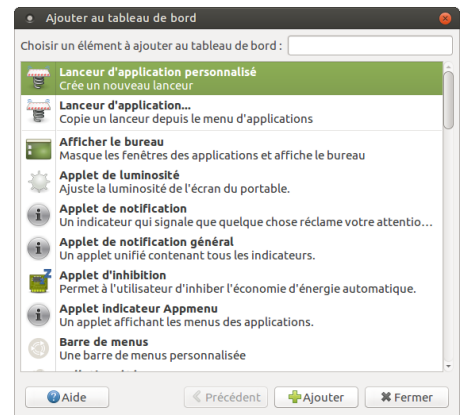 Ajouter au tableau de bord
Choisir un élément à ajouter au tableau de bord :
Lanceur d'application personnalisé
Crée un nouveau lanceur
Lanceur d'application...
Copie un lanceur depuis le menu d'applications
Afficher le bureau
Masque les fenêtres des applications et affiche le bureau
Applet de luminosité
Ajuste la luminosité de l'écran du portable.
Applet de notification
Un indicateur qui signale que quelque chose réclame votre attentio...
Applet de notification général
Un applet unifié contenant tous les indicateurs.
Applet d'inhibition
Permet à l'utilisateur d'inhiber l'économie d'énergie automatique.
Applet indicateur Appmenu
Un applet affichant les menus des applications.
Barre de menus
Une barre de menus personnalisée
Aide
Précédent
Ajouter
Fermer